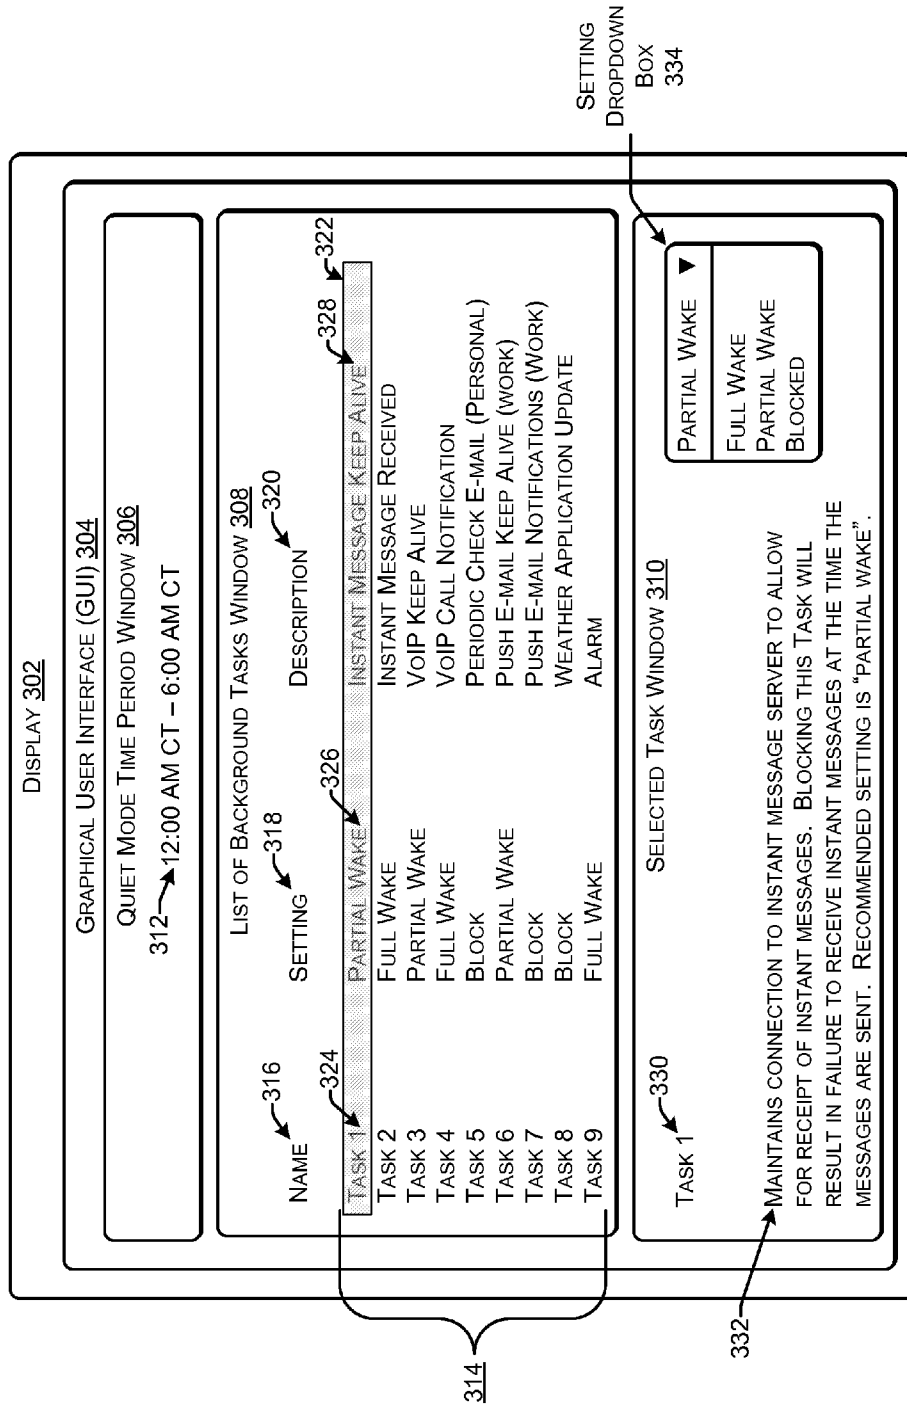 DISPLAY 302
GRAPHICAL USER INTERFACE (GUI) 304
QUIET MODE TIME PERIOD WINDOW 306
312 12:00 AM CT – 6:00 AM CT
LIST OF BACKGROUND TASKS WINDOW 308
316 318 320 322
NAME SETTING DESCRIPTION
324 326 328
TASK 1 PARTIAL WAKE INSTANT MESSAGE KEEP ALIVE
TASK 2 FULL WAKE INSTANT MESSAGE RECEIVED
TASK 3 PARTIAL WAKE VOIP KEEP ALIVE
TASK 4 FULL WAKE VOIP CALL NOTIFICATION
TASK 5 BLOCK PERIODIC CHECK E-MAIL (PERSONAL)
TASK 6 PARTIAL WAKE PUSH E-MAIL KEEP ALIVE (WORK)
TASK 7 BLOCK PUSH E-MAIL NOTIFICATIONS (WORK)
TASK 8 BLOCK WEATHER APPLICATION UPDATE
TASK 9 FULL WAKE ALARM
314
SELECTED TASK WINDOW 310
330
TASK 1
332
MAINTAINS CONNECTION TO INSTANT MESSAGE SERVER TO ALLOW
FOR RECEIPT OF INSTANT MESSAGES. BLOCKING THIS TASK WILL
RESULT IN FAILURE TO RECEIVE INSTANT MESSAGES AT THE TIME THE
MESSAGES ARE SENT. RECOMMENDED SETTING IS "PARTIAL WAKE".
PARTIAL WAKE ▼
FULL WAKE
PARTIAL WAKE
BLOCKED
SETTING
DROPDOWN
BOX
334